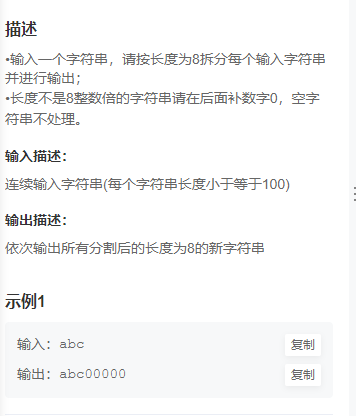 描述
•输入一个字符串，请按长度为8拆分每个输入字符串
并进行输出；
•长度不是8整数倍的字符串请在后面补数字0，空字
符串不处理。
输入描述：
连续输入字符串(每个字符串长度小于等于100)
输出描述：
依次输出所有分割后的长度为8的新字符串
示例1
输入：abc 复制
输出：abc00000 复制